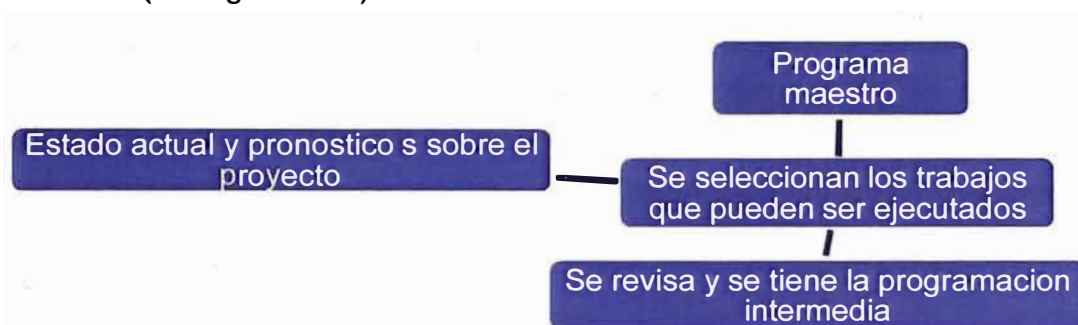 Programa
maestro
Estado actual y pronostico s sobre el
proyecto
Se seleccionan los trabajos
que pueden ser ejecutados
Se revisa y se tiene la programacion
intermedia